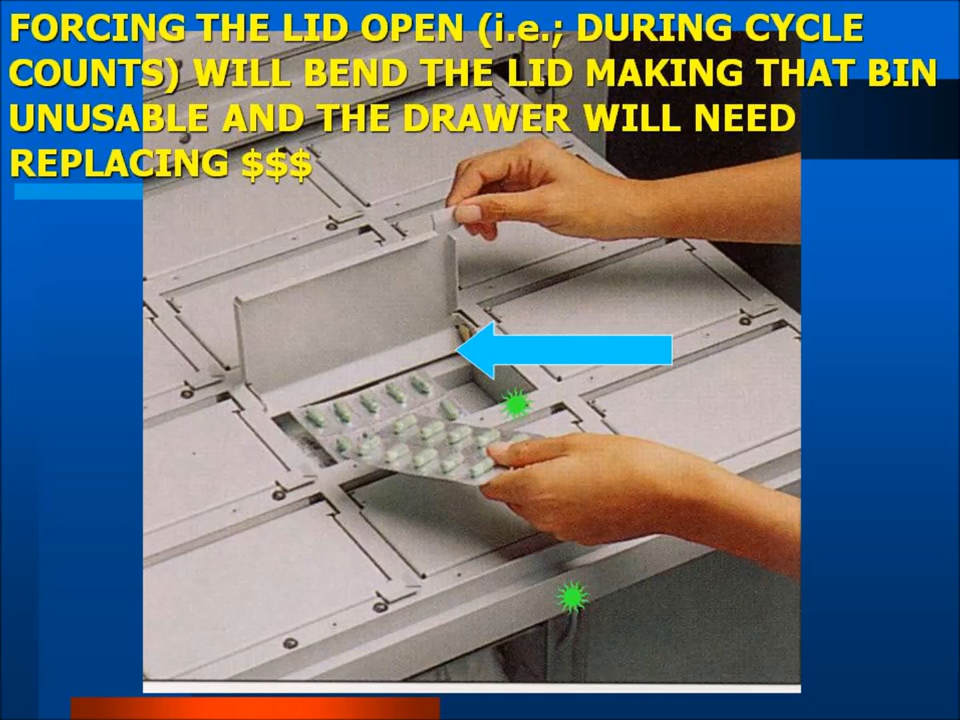 FORCING THE LID OPEN (i.e.; DURING CYCLE
COUNTS) WILL BEND THE LID MAKING THAT BIN
UNUSABLE AND THE DRAWER WILL NEED
REPLACING $$$